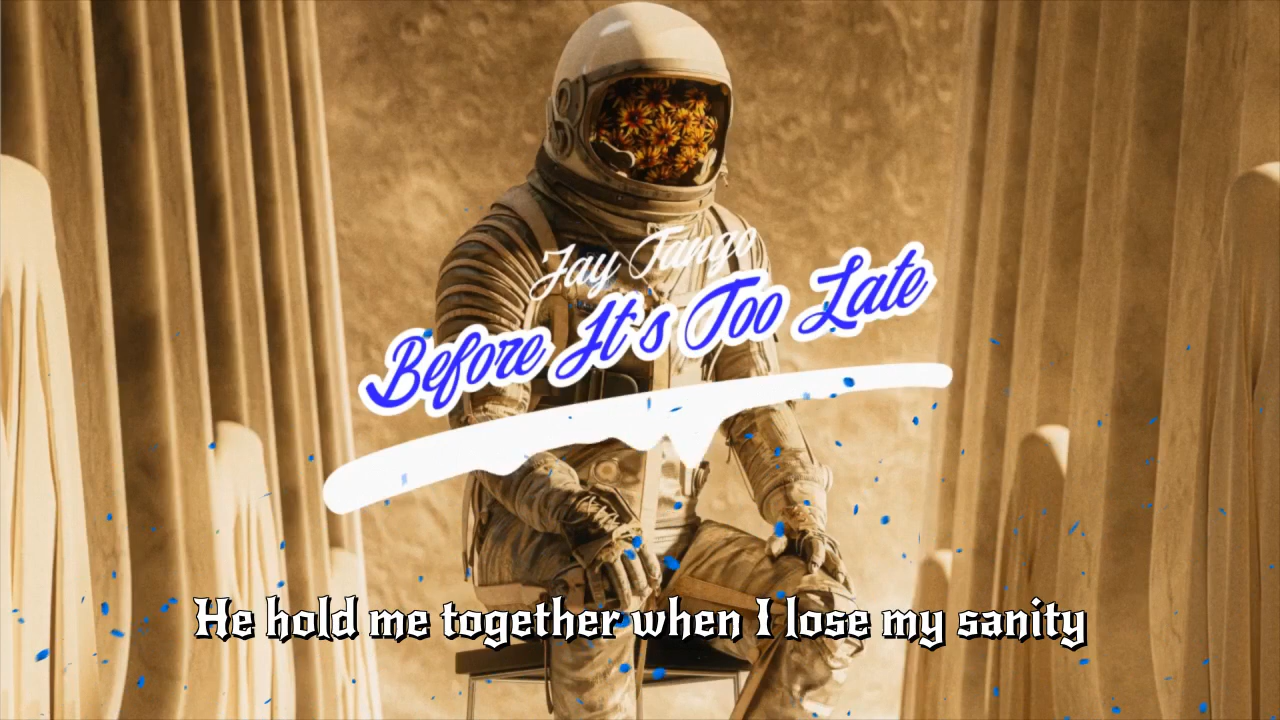 Jay Tango
Before It's Too Late
He hold me together when I lose my sanity